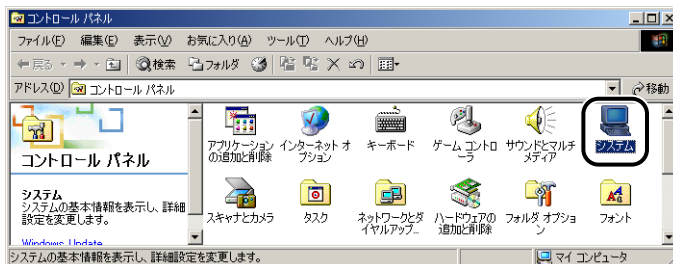 コントロール パネル
ファイル(F) 編集(E) 表示(V) お気に入り(A) ツール(T) ヘルプ(H)
戻る 検索 フォルダ
アドレス(D) コントロール パネル 移動
コントロール パネル
システム
システムの基本情報を表示し、詳細
設定を変更します。
Windows Update
アプリケーション
の追加と削除
インターネット オ
プション
キーボード
ゲーム コントロ
ーラ
サウンドとマルチ
メディア
システム
スキャナとカメラ
タスク
ネットワークとダ
イヤルアップ...
ハードウェアの
追加と削除
フォルダ オプショ
ン
フォント
システムの基本情報を表示し、詳細設定を変更します。 マイ コンピュータ